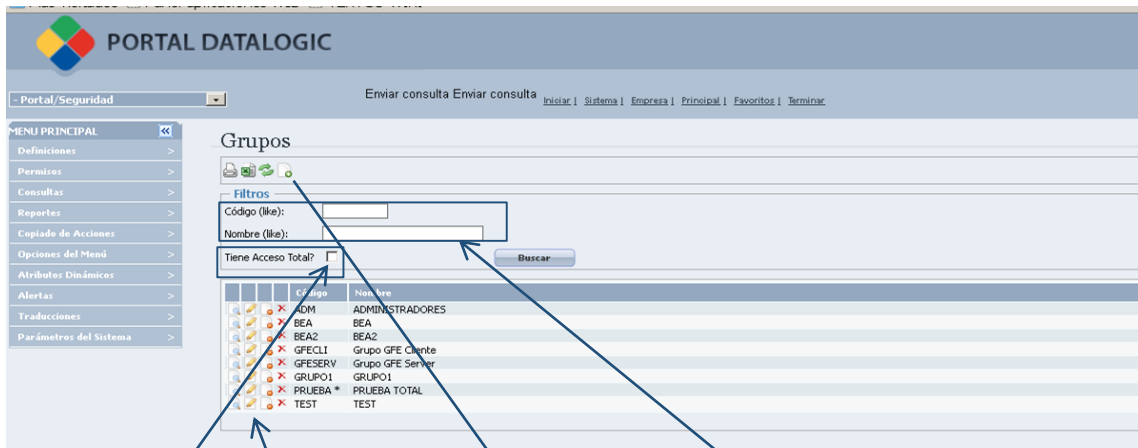 PORTAL DATALOGIC
- Portal/Seguridad
Enviar consulta Enviar consulta Iniciar | Sistema | Empresa | Principal | Favoritos | Terminar
MENU PRINCIPAL
Definiciones >
Permisos >
Consultas >
Reportes >
Copiado de Acciones >
Opciones del Menú >
Atributos Dinámicos >
Alertas >
Traducciones >
Parámetros del Sistema >
Grupos
Filtros
Código (like):
Nombre (like):
Tiene Acceso Total?
Buscar
Código Nombre
ADM ADMINISTRADORES
BEA BEA
BEA2 BEA2
GFECLI Grupo GFE Cliente
GFESERV Grupo GFE Server
GRUPO1 GRUPO1
PRUEBA * PRUEBA TOTAL
TEST TEST